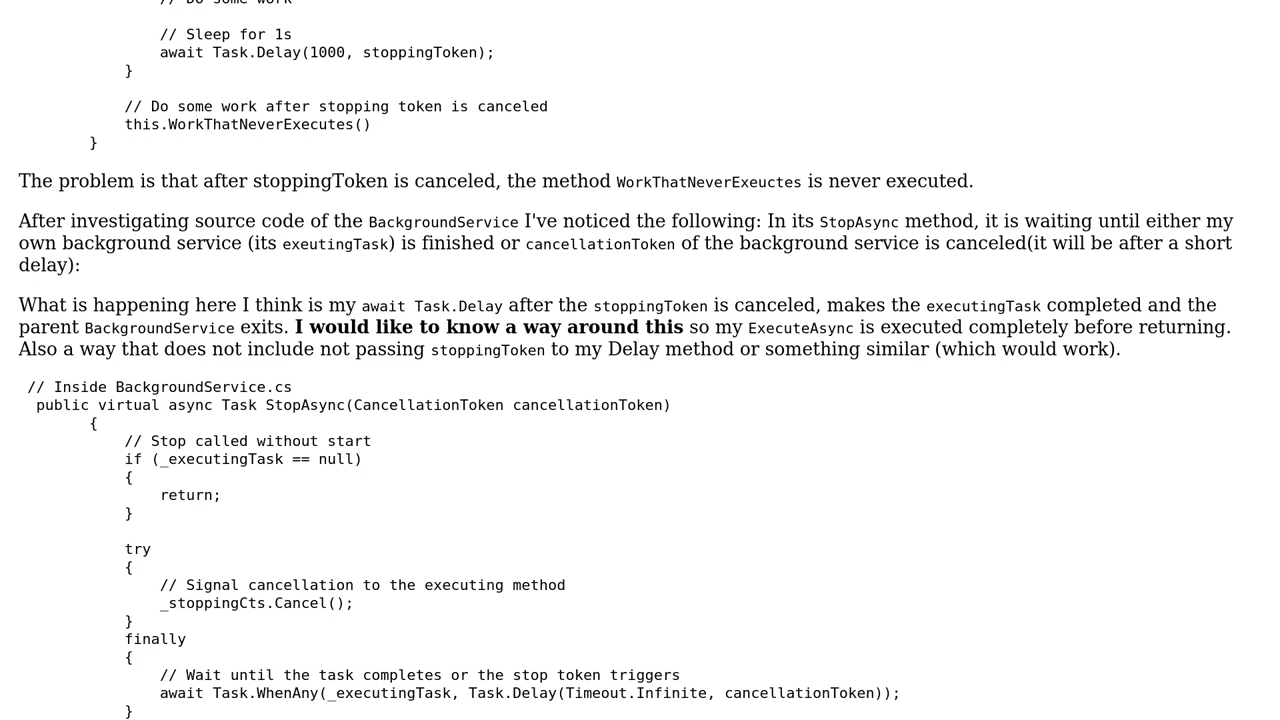 // Do some work
// Sleep for 1s
await Task.Delay(1000, stoppingToken);
}
// Do some work after stopping token is canceled
this.WorkThatNeverExecutes()
}
The problem is that after stoppingToken is canceled, the method WorkThatNeverExeuctes is never executed.
After investigating source code of the BackgroundService I've noticed the following: In its StopAsync method, it is waiting until either my
own background service (its exeutingTask) is finished or cancellationToken of the background service is canceled(it will be after a short
delay):
What is happening here I think is my await Task.Delay after the stoppingToken is canceled, makes the executingTask completed and the
parent BackgroundService exits. I would like to know a way around this so my ExecuteAsync is executed completely before returning.
Also a way that does not include not passing stoppingToken to my Delay method or something similar (which would work).
// Inside BackgroundService.cs
public virtual async Task StopAsync(CancellationToken cancellationToken)
{
// Stop called without start
if (_executingTask == null)
{
return;
}
try
{
// Signal cancellation to the executing method
_stoppingCts.Cancel();
}
finally
{
// Wait until the task completes or the stop token triggers
await Task.WhenAny(_executingTask, Task.Delay(Timeout.Infinite, cancellationToken));
}